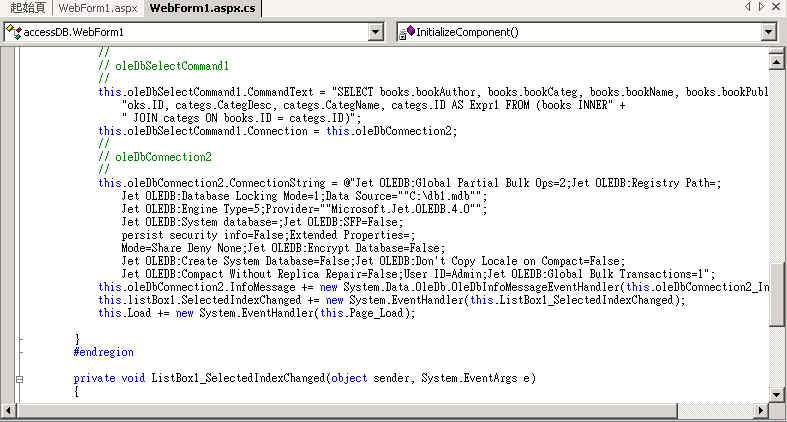 起始頁 WebForm1.aspx WebForm1.aspx.cs
accessDB.WebForm1 InitializeComponent()
//
// oleDbSelectCommand1
//
this.oleDbSelectCommand1.CommandText = "SELECT books.bookAuthor, books.bookCateg, books.bookName, books.bookPubl
"oks.ID, categs.CategDesc, categs.CategName, categs.ID AS Expr1 FROM (books INNER" +
" JOIN categs ON books.ID = categs.ID)";
this.oleDbSelectCommand1.Connection = this.oleDbConnection2;
//
// oleDbConnection2
//
this.oleDbConnection2.ConnectionString = @"Jet OLEDB:Global Partial Bulk Ops=2;Jet OLEDB:Registry Path=;
Jet OLEDB:Database Locking Mode=1;Data Source=""C:\db1.mdb"";
Jet OLEDB:Engine Type=5;Provider=""Microsoft.Jet.OLEDB.4.0"";
Jet OLEDB:System database=;Jet OLEDB:SFP=False;
persist security info=False;Extended Properties=;
Mode=Share Deny None;Jet OLEDB:Encrypt Database=False;
Jet OLEDB:Create System Database=False;Jet OLEDB:Don't Copy Locale on Compact=False;
Jet OLEDB:Compact Without Replica Repair=False;User ID=Admin;Jet OLEDB:Global Bulk Transactions=1";
this.oleDbConnection2.InfoMessage += new System.Data.OleDb.OleDbInfoMessageEventHandler(this.oleDbConnection2_In
this.listBox1.SelectedIndexChanged += new System.EventHandler(this.ListBox1_SelectedIndexChanged);
this.Load += new System.EventHandler(this.Page_Load);
}
#endregion
private void ListBox1_SelectedIndexChanged(object sender, System.EventArgs e)
{